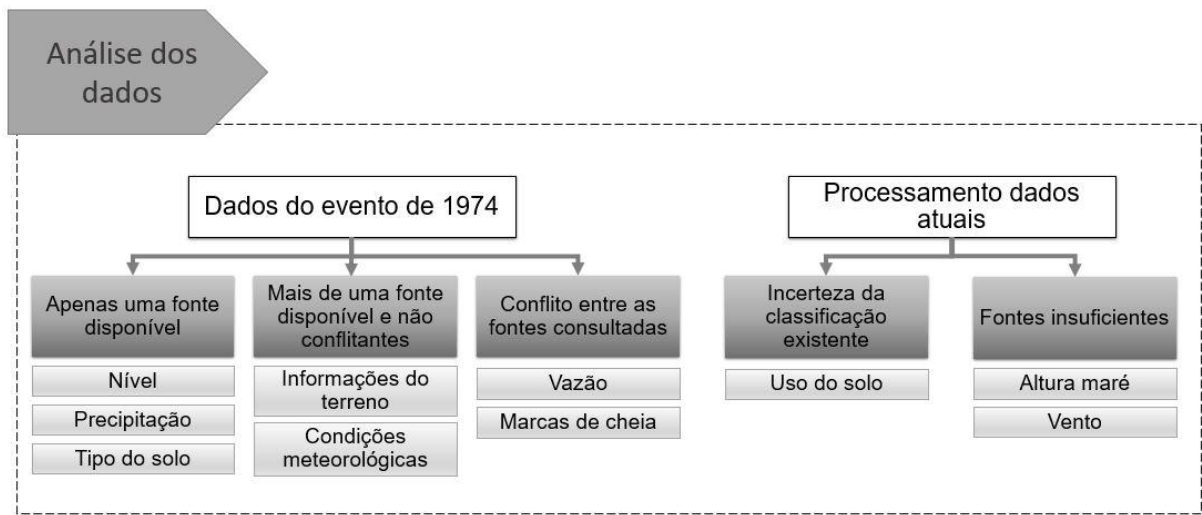 Análise dos
dados
Dados do evento de 1974
Processamento dados
atuais
Apenas uma fonte
disponível
Mais de uma fonte
disponível e não
conflitantes
Conflito entre as
fontes consultadas
Incerteza da
classificação
existente
Fontes insuficientes
Nível
Precipitação
Tipo do solo
Informações do
terreno
Condições
meteorológicas
Vazão
Marcas de cheia
Uso do solo
Altura maré
Vento